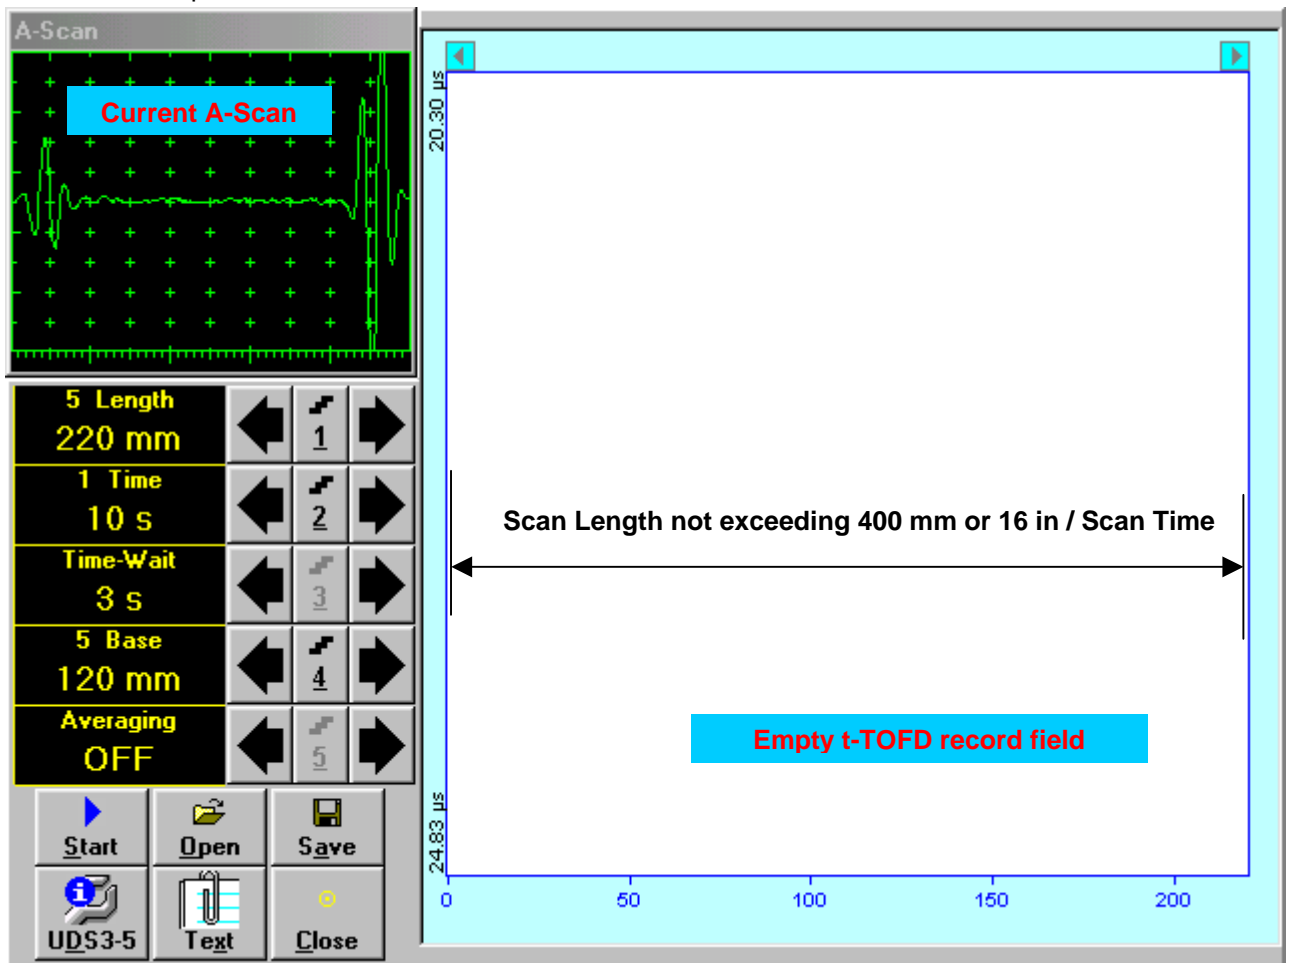 A-Scan
Current A-Scan
5 Length
220 mm
1
1 Time
10 s
2
Time-Wait
3 s
3
5 Base
120 mm
4
Averaging
OFF
5
Start
Open
Save
UDS3-5
Text
Close
20.30 µs
Scan Length not exceeding 400 mm or 16 in / Scan Time
Empty t-TOFD record field
24.83 µs
0 50 100 150 200